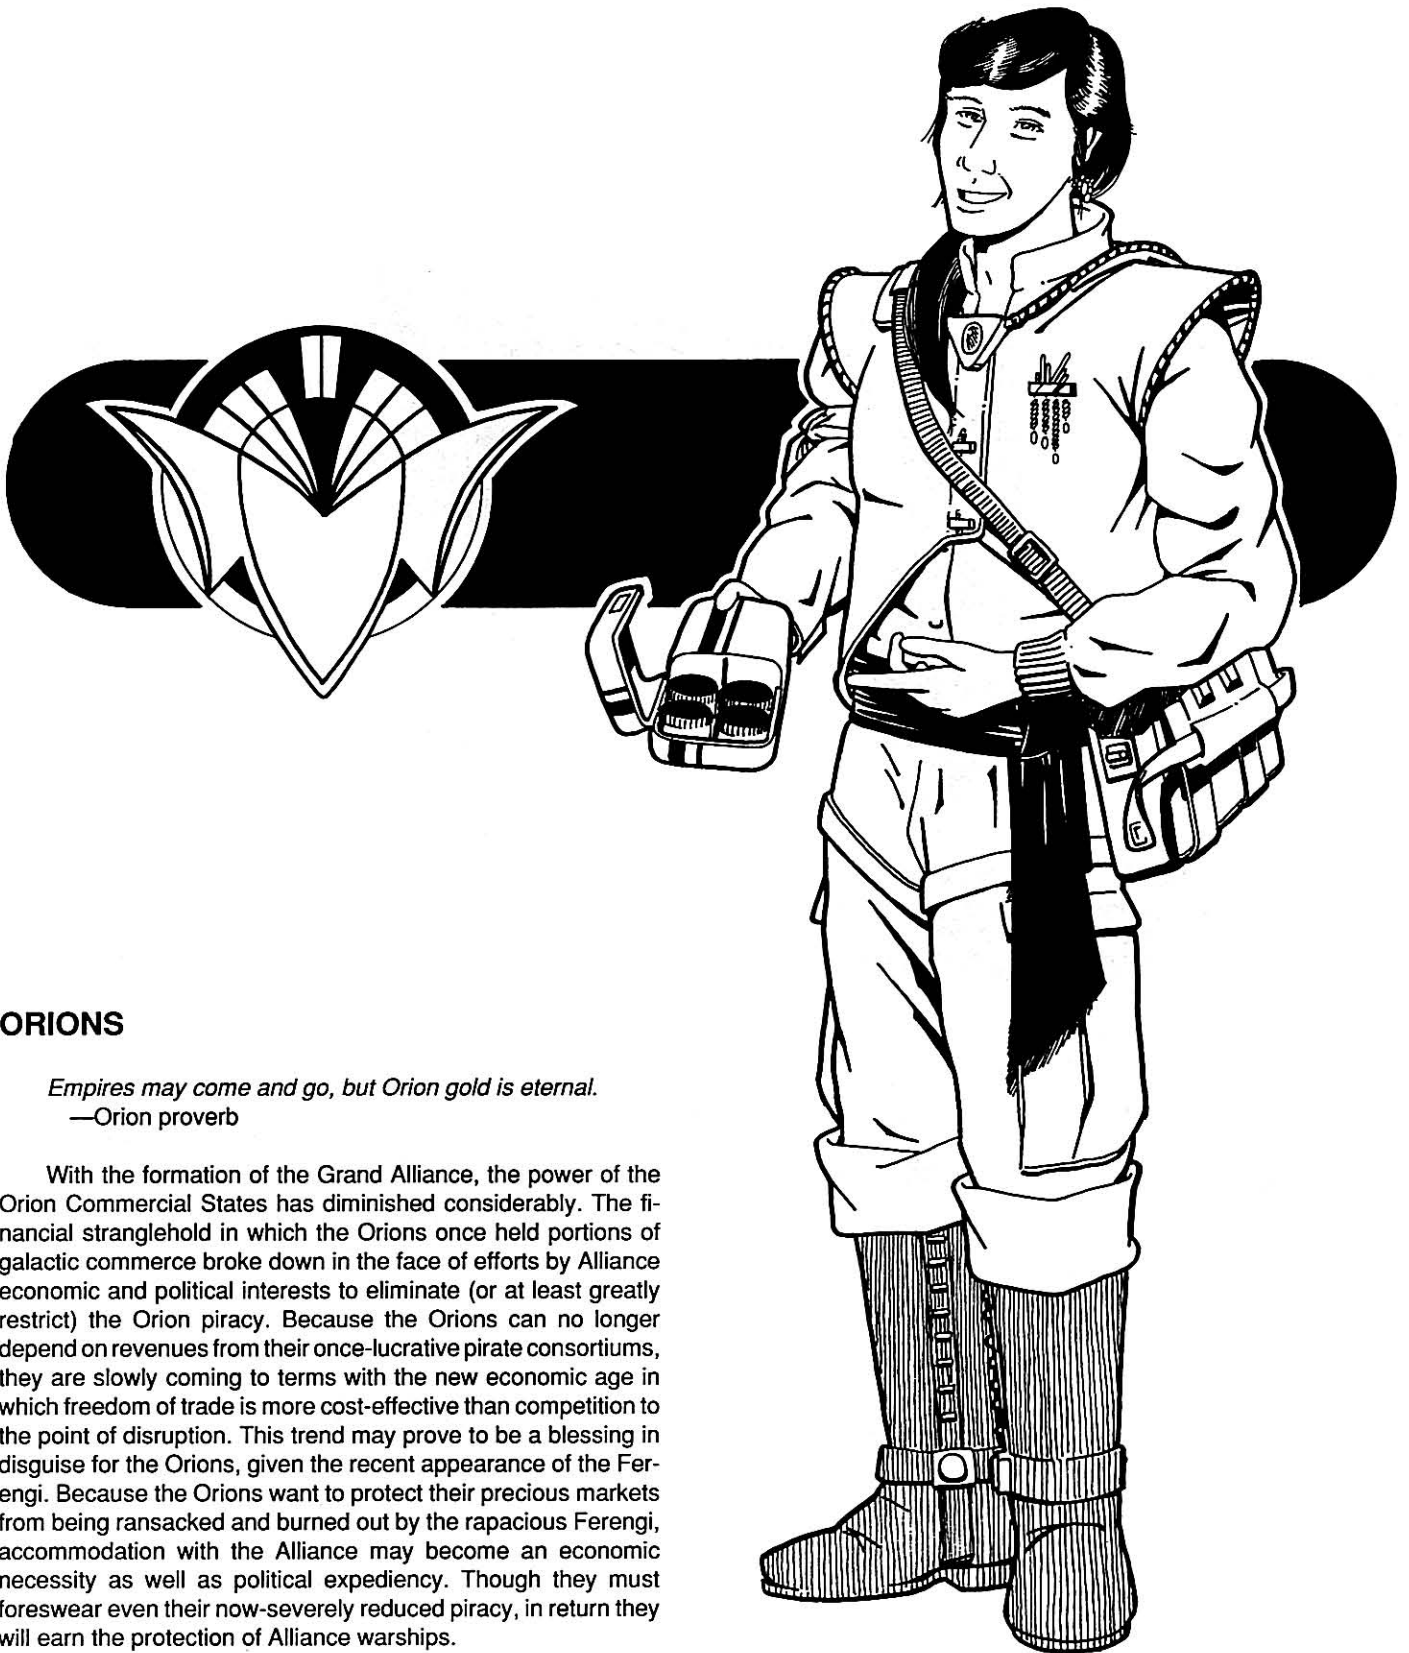 ORIONS
Empires may come and go, but Orion gold is eternal.
—Orion proverb
With the formation of the Grand Alliance, the power of the
Orion Commercial States has diminished considerably. The fi-
nancial stranglehold in which the Orions once held portions of
galactic commerce broke down in the face of efforts by Alliance
economic and political interests to eliminate (or at least greatly
restrict) the Orion piracy. Because the Orions can no longer
depend on revenues from their once-lucrative pirate consortiums,
they are slowly coming to terms with the new economic age in
which freedom of trade is more cost-effective than competition to
the point of disruption. This trend may prove to be a blessing in
disguise for the Orions, given the recent appearance of the Fer-
engi. Because the Orions want to protect their precious markets
from being ransacked and burned out by the rapacious Ferengi,
accommodation with the Alliance may become an economic
necessity as well as political expediency. Though they must
foreswear even their now-severely reduced piracy, in return they
will earn the protection of Alliance warships.